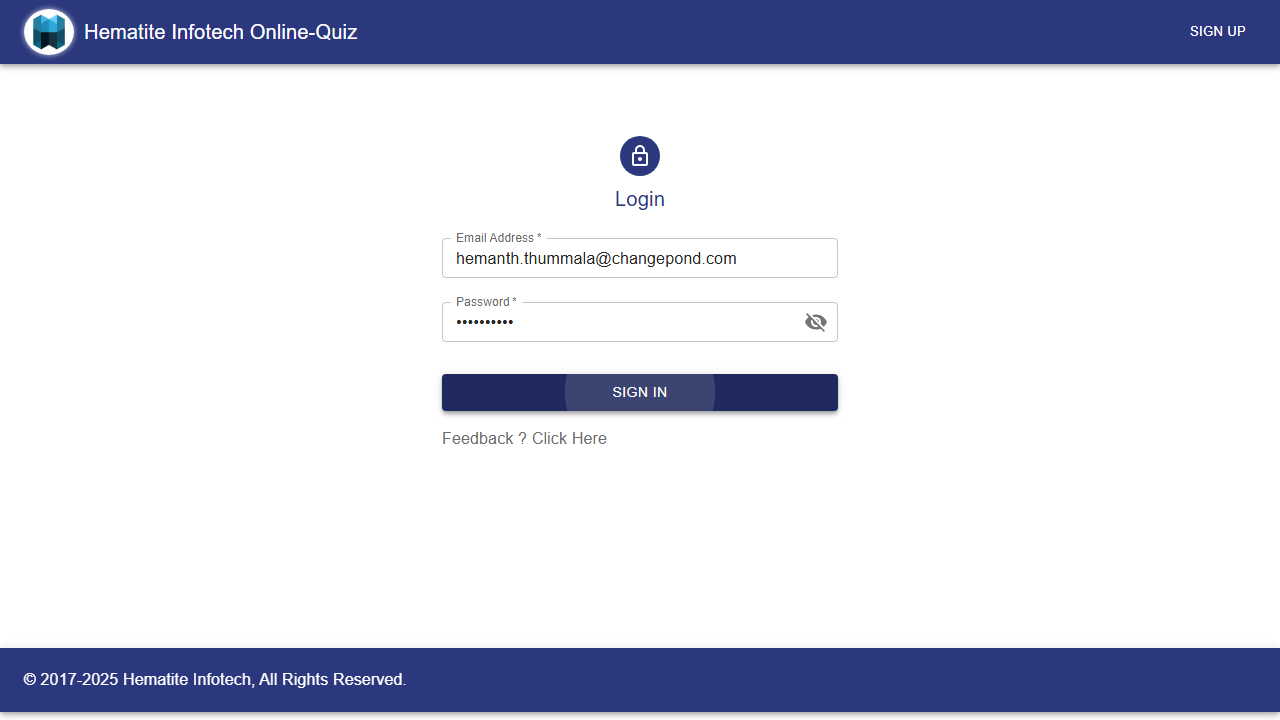 Hematite Infotech Online-Quiz
SIGN UP
Login
Email Address *
hemanth.thummala@changepond.com
Password *
••••••••••
SIGN IN
Feedback ? Click Here
© 2017-2025 Hematite Infotech, All Rights Reserved.